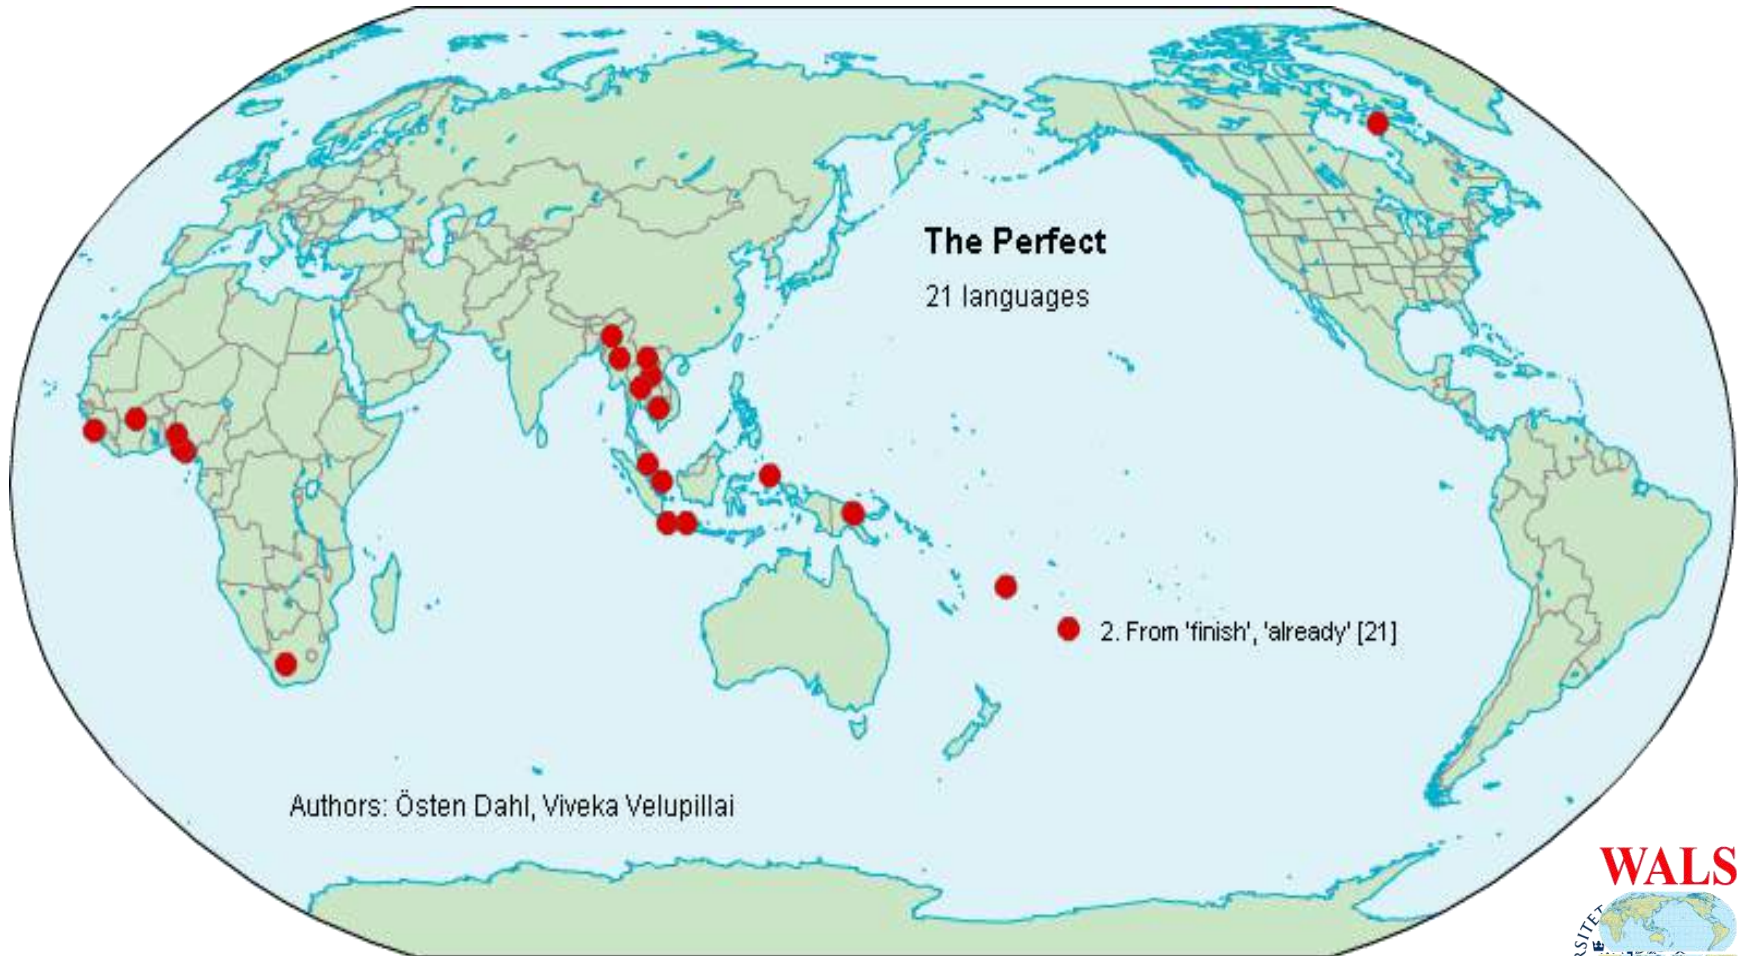 The Perfect
21 languages
2. From 'finish', 'already' [21]
Authors: Östen Dahl, Viveka Velupillai
WALS